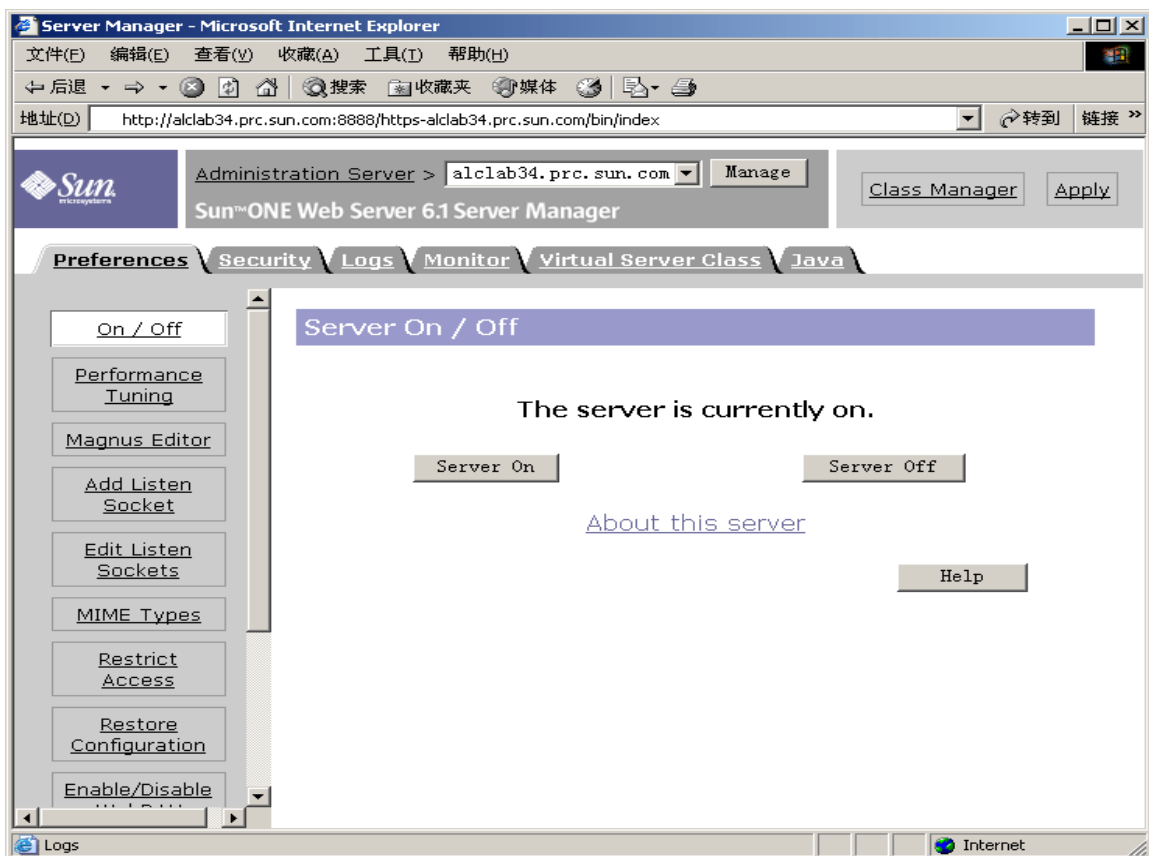 Server Manager - Microsoft Internet Explorer
文件(F) 编辑(E) 查看(V) 收藏(A) 工具(T) 帮助(H)
后退 搜索 收藏夹 媒体
地址(D) http://alclab34.prc.sun.com:8888/https-alclab34.prc.sun.com/bin/index 转到 链接 »
Sun
microsystems
Administration Server > alclab34.prc.sun.com Manage
Sun™ONE Web Server 6.1 Server Manager
Class Manager Apply
Preferences Security Logs Monitor Virtual Server Class Java
On / Off
Performance
Tuning
Magnus Editor
Add Listen
Socket
Edit Listen
Sockets
MIME Types
Restrict
Access
Restore
Configuration
Enable/Disable
Server On / Off
The server is currently on.
Server On Server Off
About this server
Help
Logs Internet